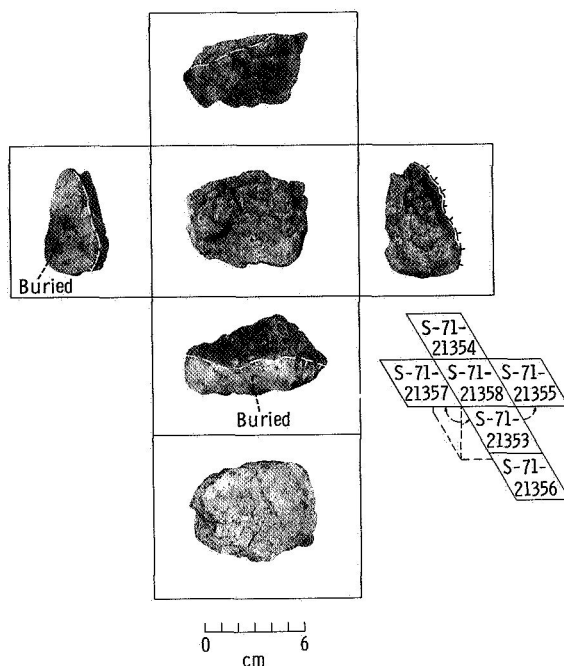 Buried
Buried
S-71-
21354
S-71- S-71- S-71-
21357 21358 21355
S-71-
21353
S-71-
21356
0 6
cm